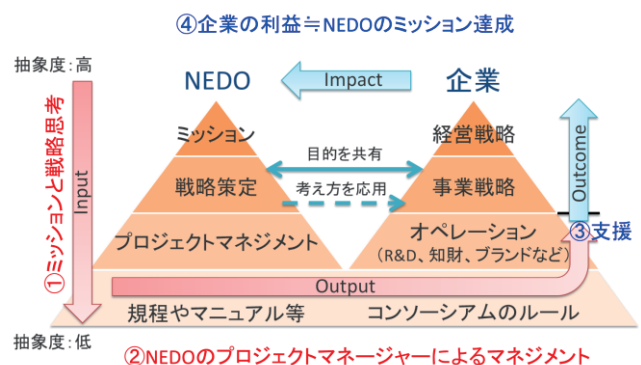 ④企業の利益≒NEDOのミッション達成
抽象度:高
NEDO
Impact
企業
①ミッションと戦略思考
Input
ミッション
経営戦略
目的を共有
戦略策定
事業戦略
考え方を応用
Outcome
プロジェクトマネジメント
オペレーション
(R&D、知財、ブランドなど)
③支援
Output
規程やマニュアル等
コンソーシアムのルール
抽象度:低
②NEDOのプロジェクトマネージャーによるマネジメント